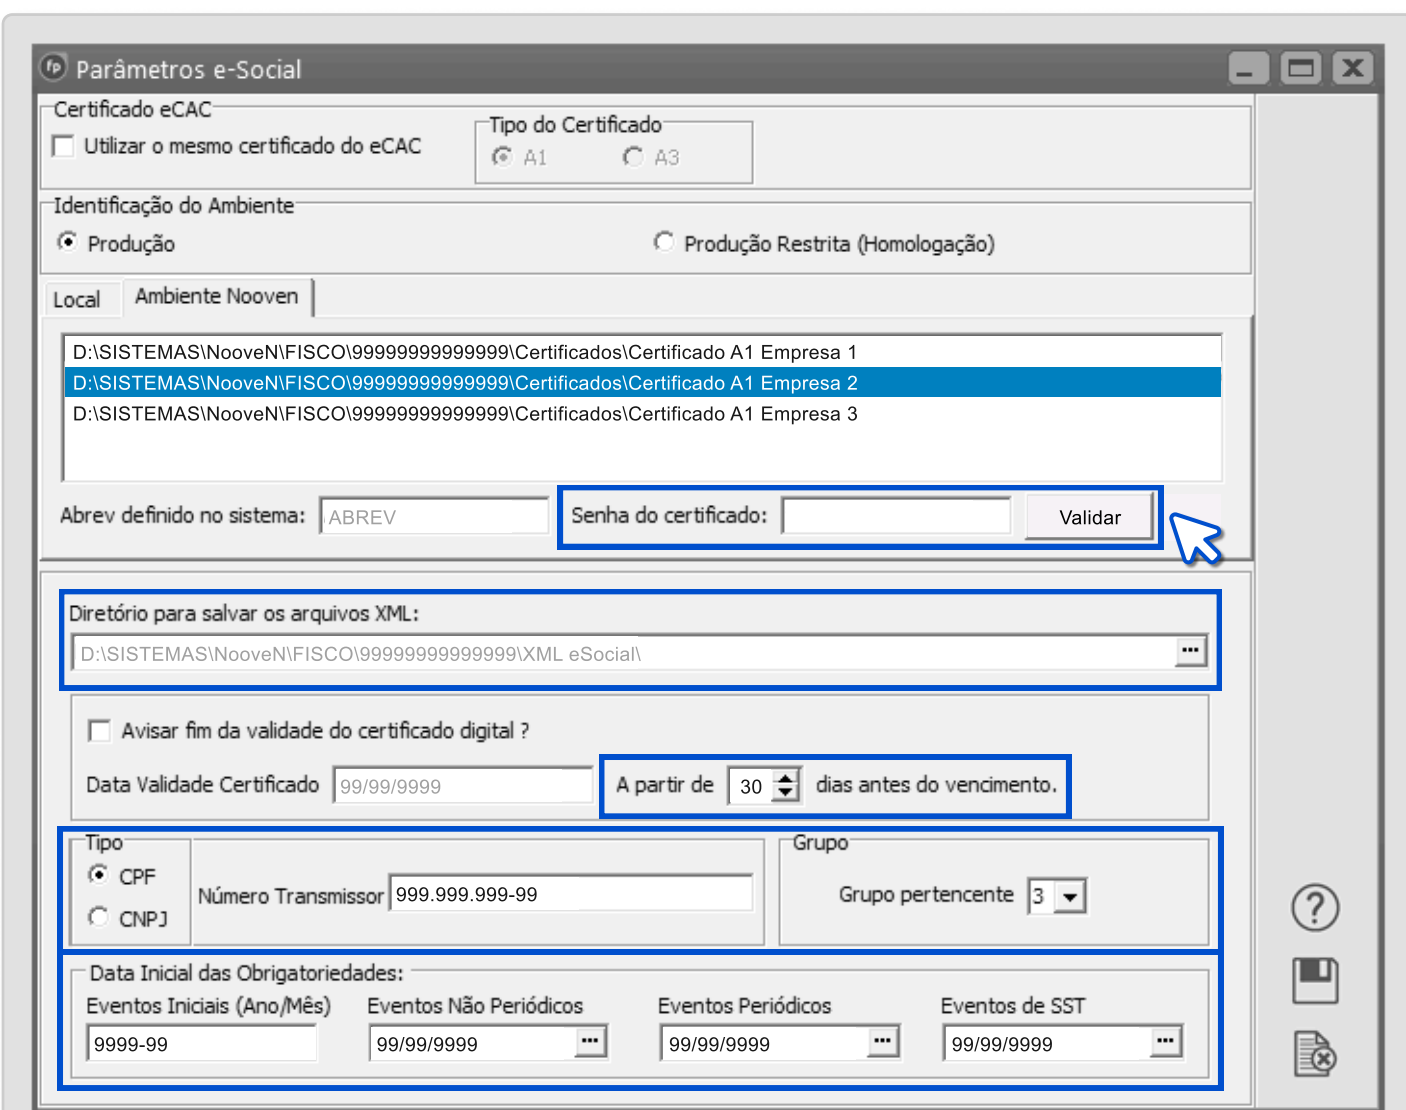 fp Parâmetros e-Social
Certificado eCAC
Utilizar o mesmo certificado do eCAC
Tipo do Certificado
A1 A3
Identificação do Ambiente
Produção Produção Restrita (Homologação)
Local Ambiente Nooven
D:\SISTEMAS\NooveN\FISCO\99999999999999\Certificados\Certificado A1 Empresa 1
D:\SISTEMAS\NooveN\FISCO\99999999999999\Certificados\Certificado A1 Empresa 2
D:\SISTEMAS\NooveN\FISCO\99999999999999\Certificados\Certificado A1 Empresa 3
Abrev definido no sistema: ABREV Senha do certificado: Validar
Diretório para salvar os arquivos XML:
D:\SISTEMAS\NooveN\FISCO\99999999999999\XML eSocial\ ...
Avisar fim da validade do certificado digital ?
Data Validade Certificado 99/99/9999 A partir de 30 dias antes do vencimento.
Tipo
CPF
CNPJ
Número Transmissor 999.999.999-99
Grupo
Grupo pertencente 3
Data Inicial das Obrigatoriedades:
Eventos Iniciais (Ano/Mês) Eventos Não Periódicos Eventos Periódicos Eventos de SST
9999-99 99/99/9999 ... 99/99/9999 ... 99/99/9999 ...
?